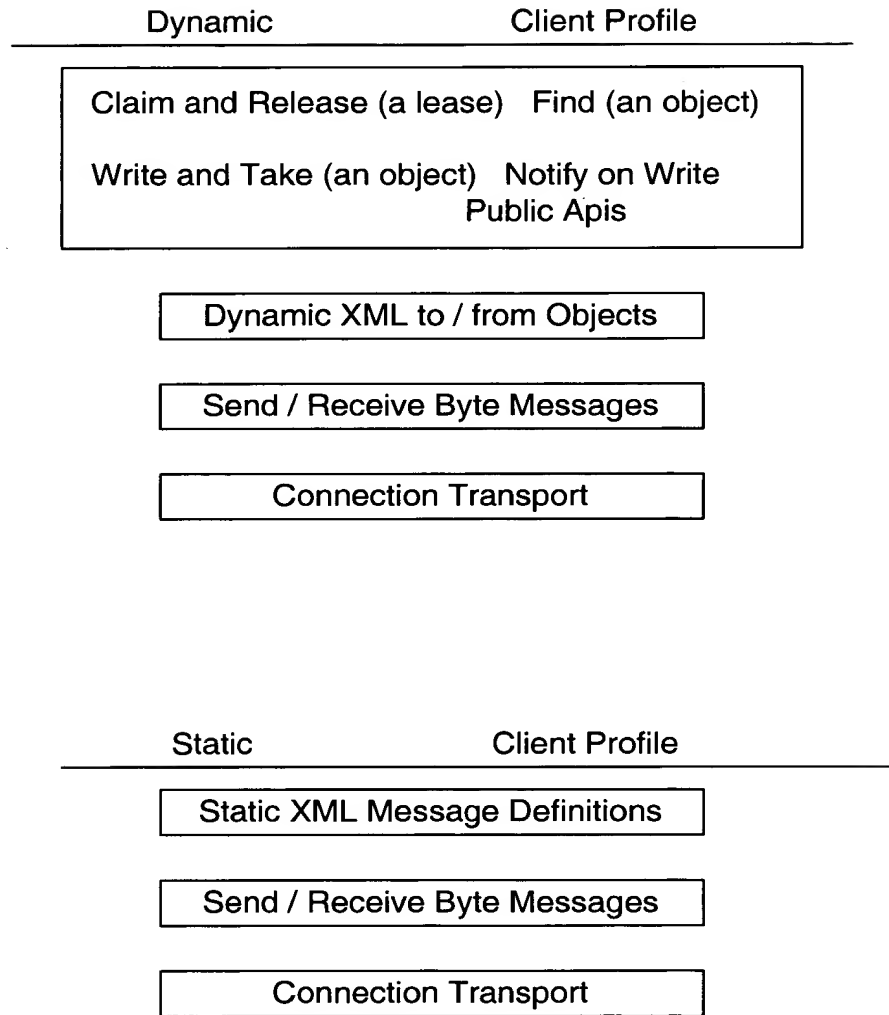 Dynamic Client Profile
Claim and Release (a lease) Find (an object)
Write and Take (an object) Notify on Write
Public Apis
Dynamic XML to / from Objects
Send / Receive Byte Messages
Connection Transport
Static Client Profile
Static XML Message Definitions
Send / Receive Byte Messages
Connection Transport